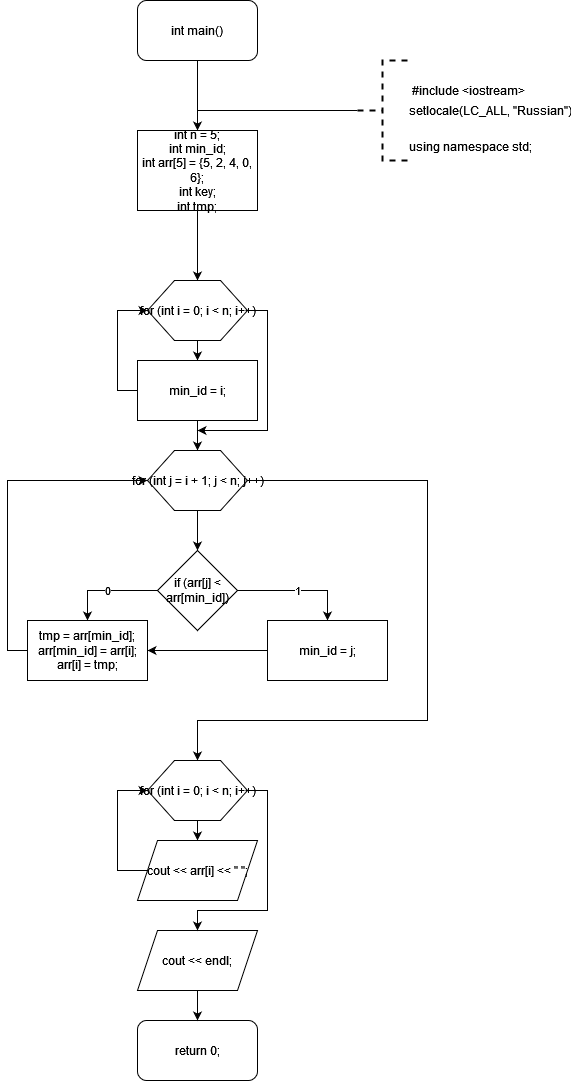 int main()
#include <iostream>
setlocale(LC_ALL, "Russian")
using namespace std;
int n = 5;
int min_id;
int arr[5] = {5, 2, 4, 0,
6};
int key;
int tmp;
for (int i = 0; i < n; i++)
min_id = i;
for (int j = i + 1; j < n; j++)
if (arr[j] <
arr[min_id])
0
1
tmp = arr[min_id];
arr[min_id] = arr[i];
arr[i] = tmp;
min_id = j;
for (int i = 0; i < n; i++)
cout << arr[i] << " ";
cout << endl;
return 0;